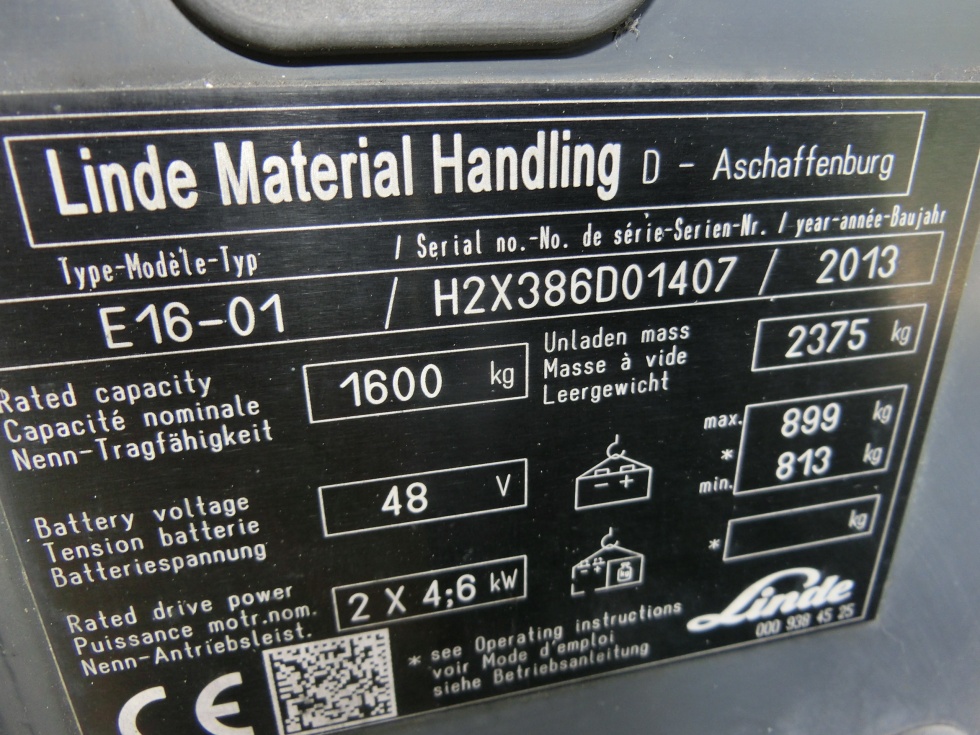 Linde Material Handling D - Aschaffenburg
Type-Modèle-Typ / Serial no.-No. de série-Serien-Nr. / year-année-Baujahr
E16-01 / H2X386D01407 / 2013
Rated capacity
Capacité nominale
Nenn-Tragfähigkeit
1600 kg
Unladen mass
Masse à vide
Leergewicht
2375 kg
max. 899 kg
*
min. 813 kg
Battery voltage
Tension batterie
Batteriespannung
48 V
- +
* kg
Rated drive power
Puissance motr.nom.
Nenn-Antriebsleist.
2 X 4;6 kW
kg
* see Operating instructions
voir Mode d'emploi
siehe Betriebsanleitung
Linde
000 938 45 25
CE